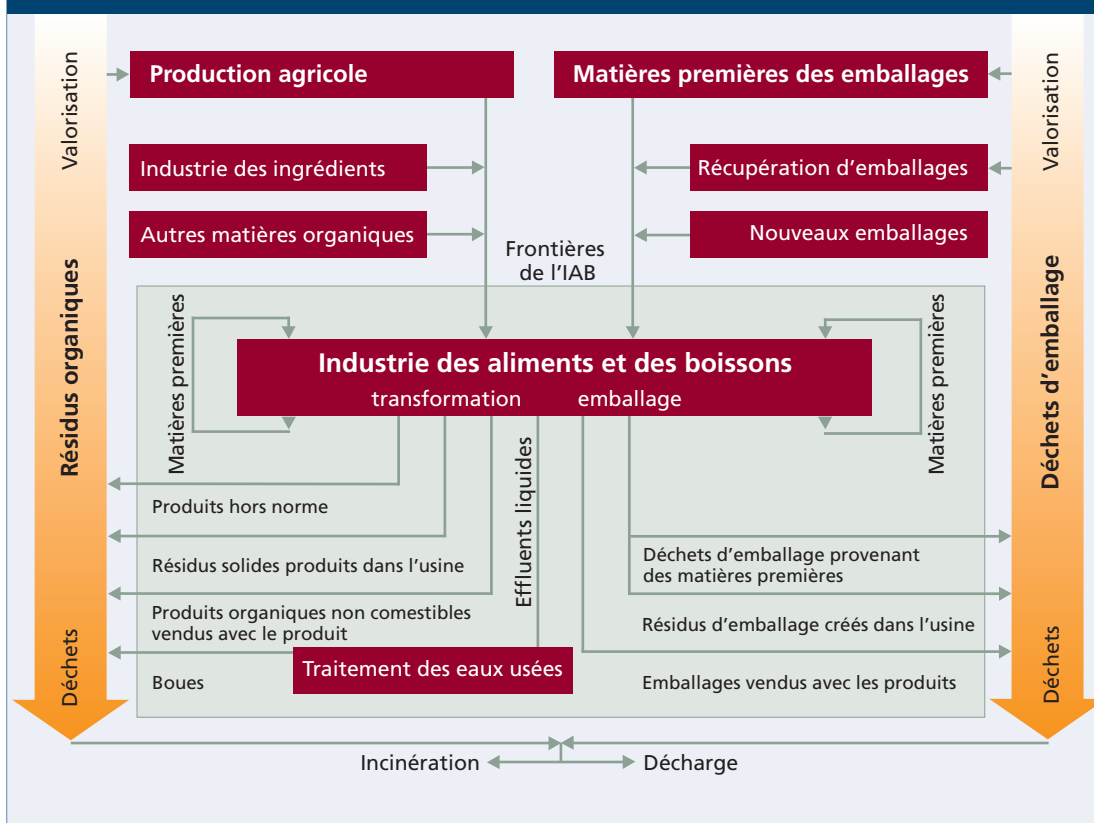 Valorisation
Production agricole
Matières premières des emballages
Valorisation
Industrie des ingrédients
Récupération d'emballages
Autres matières organiques
Nouveaux emballages
Frontières
de l'IAB
Résidus organiques
Déchets d'emballage
Matières premières
Industrie des aliments et des boissons
transformation emballage
Matières premières
Effluents liquides
Produits hors norme
Résidus solides produits dans l'usine
Déchets d'emballage provenant
des matières premières
Produits organiques non comestibles
vendus avec le produit
Résidus d'emballage créés dans l'usine
Déchets
Traitement des eaux usées
Boues
Emballages vendus avec les produits
Déchets
Incinération
Décharge